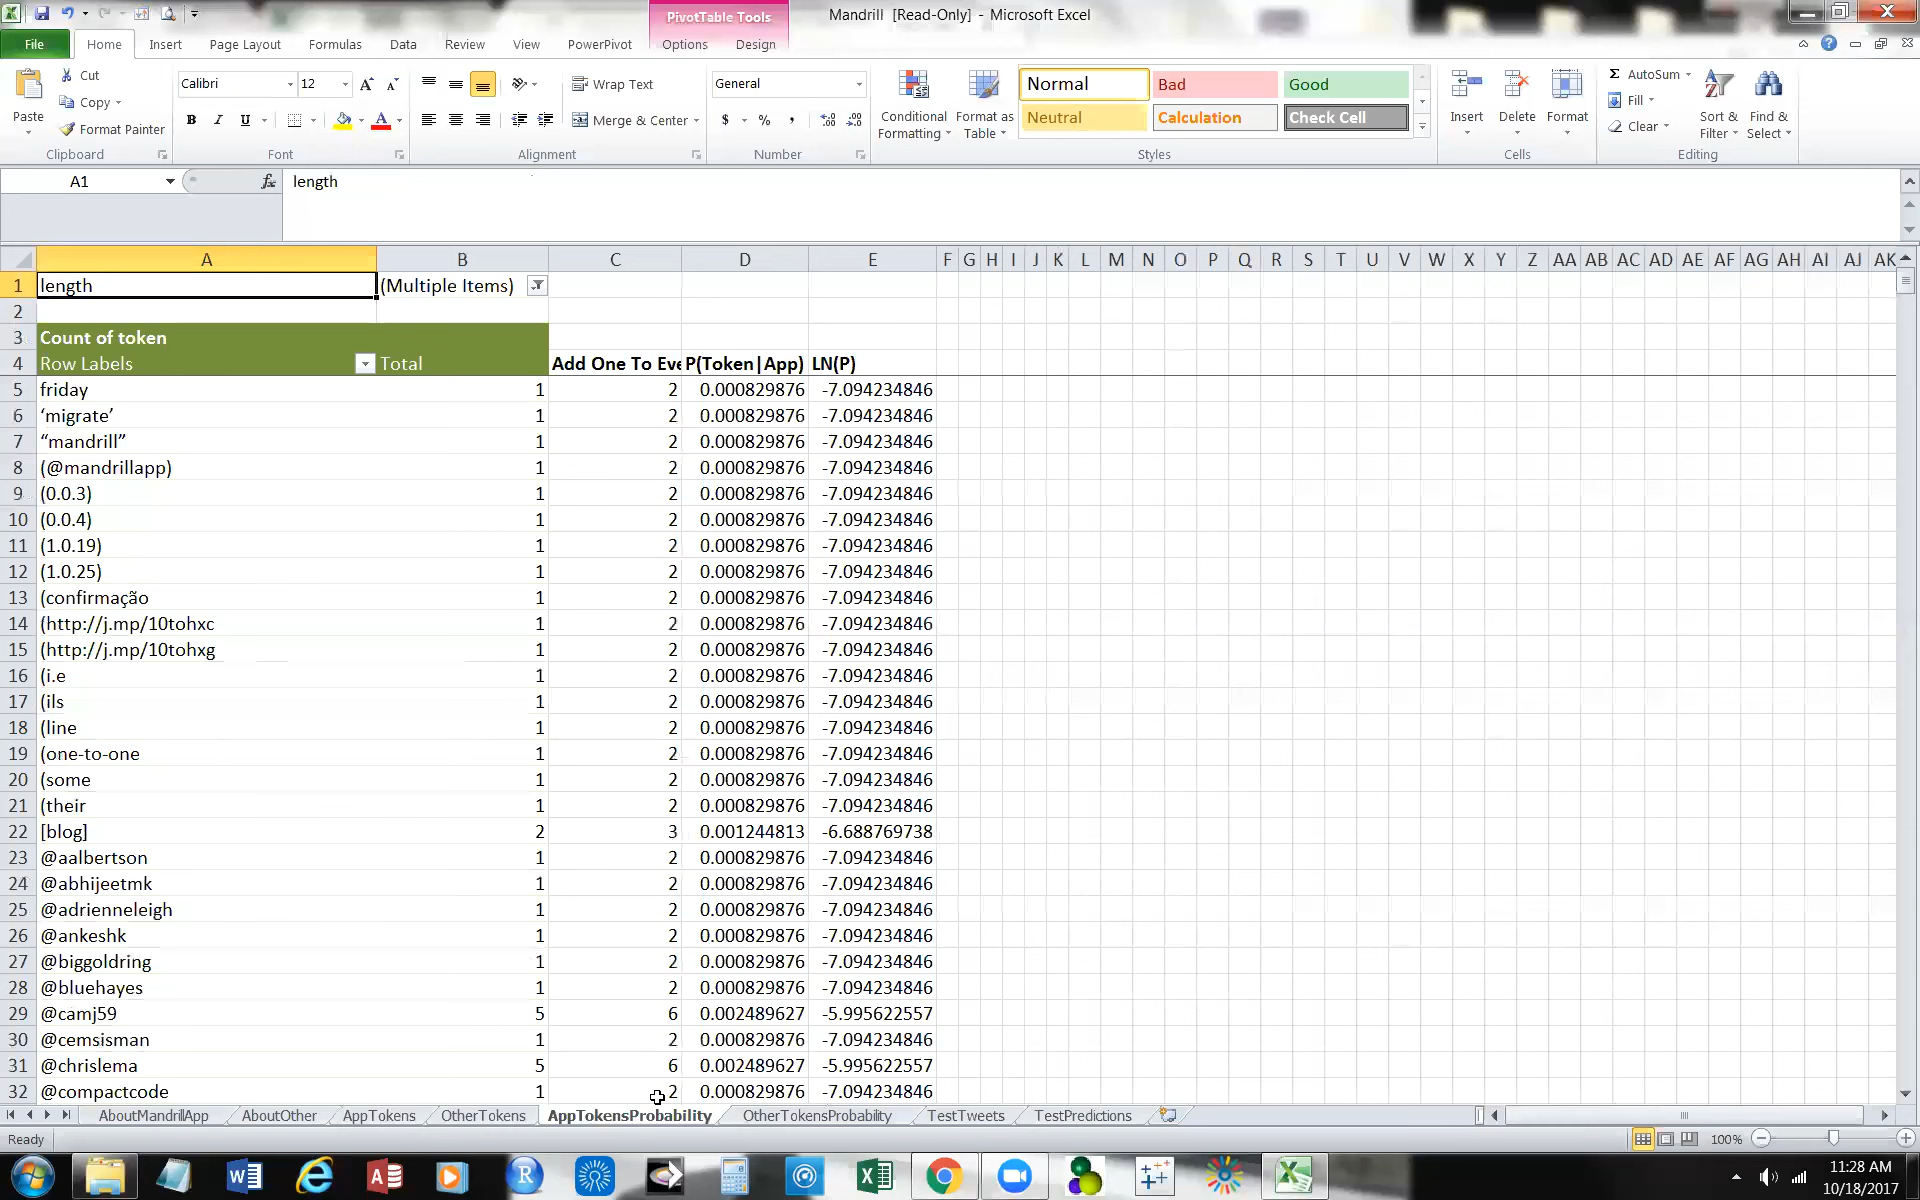 PivotTable Tools
Mandrill [Read-Only] - Microsoft Excel
File Home Insert Page Layout Formulas Data Review View PowerPivot Options Design
Paste
Cut
Copy
Format Painter
Clipboard
Calibri 12
B I U
Font
Wrap Text
Merge & Center
Alignment
General
$ % ,
Number
Conditional Formatting
Format as Table
Normal Bad Good
Neutral Calculation Check Cell
Styles
Insert Delete Format
Cells
AutoSum
Fill
Clear
Sort & Filter
Find & Select
Editing
A1 fx length
A B C D E F G H I J K L M N O P Q R S T U V W X Y Z AA AB AC AD AE AF AG AH AI AJ AK
1 length (Multiple Items)
2
3 Count of token
4 Row Labels Total Add One To Eve P(Token|App) LN(P)
5 friday 1 2 0.000829876 -7.094234846
6 ‘migrate’ 1 2 0.000829876 -7.094234846
7 “mandrill” 1 2 0.000829876 -7.094234846
8 (@mandrillapp) 1 2 0.000829876 -7.094234846
9 (0.0.3) 1 2 0.000829876 -7.094234846
10 (0.0.4) 1 2 0.000829876 -7.094234846
11 (1.0.19) 1 2 0.000829876 -7.094234846
12 (1.0.25) 1 2 0.000829876 -7.094234846
13 (confirmação 1 2 0.000829876 -7.094234846
14 (http://j.mp/10tohxc 1 2 0.000829876 -7.094234846
15 (http://j.mp/10tohxg 1 2 0.000829876 -7.094234846
16 (i.e 1 2 0.000829876 -7.094234846
17 (ils 1 2 0.000829876 -7.094234846
18 (line 1 2 0.000829876 -7.094234846
19 (one-to-one 1 2 0.000829876 -7.094234846
20 (some 1 2 0.000829876 -7.094234846
21 (their 1 2 0.000829876 -7.094234846
22 [blog] 2 3 0.001244813 -6.688769738
23 @aalbertson 1 2 0.000829876 -7.094234846
24 @abhijeetmk 1 2 0.000829876 -7.094234846
25 @adrienneleigh 1 2 0.000829876 -7.094234846
26 @ankeshk 1 2 0.000829876 -7.094234846
27 @biggoldring 1 2 0.000829876 -7.094234846
28 @bluehayes 1 2 0.000829876 -7.094234846
29 @camj59 5 6 0.002489627 -5.995622557
30 @cemsisman 1 2 0.000829876 -7.094234846
31 @chrislema 5 6 0.002489627 -5.995622557
32 @compactcode 1 2 0.000829876 -7.094234846
AboutMandrillApp AboutOther AppTokens OtherTokens AppTokensProbability OtherTokensProbability TestTweets TestPredictions
Ready 100%
11:28 AM
10/18/2017